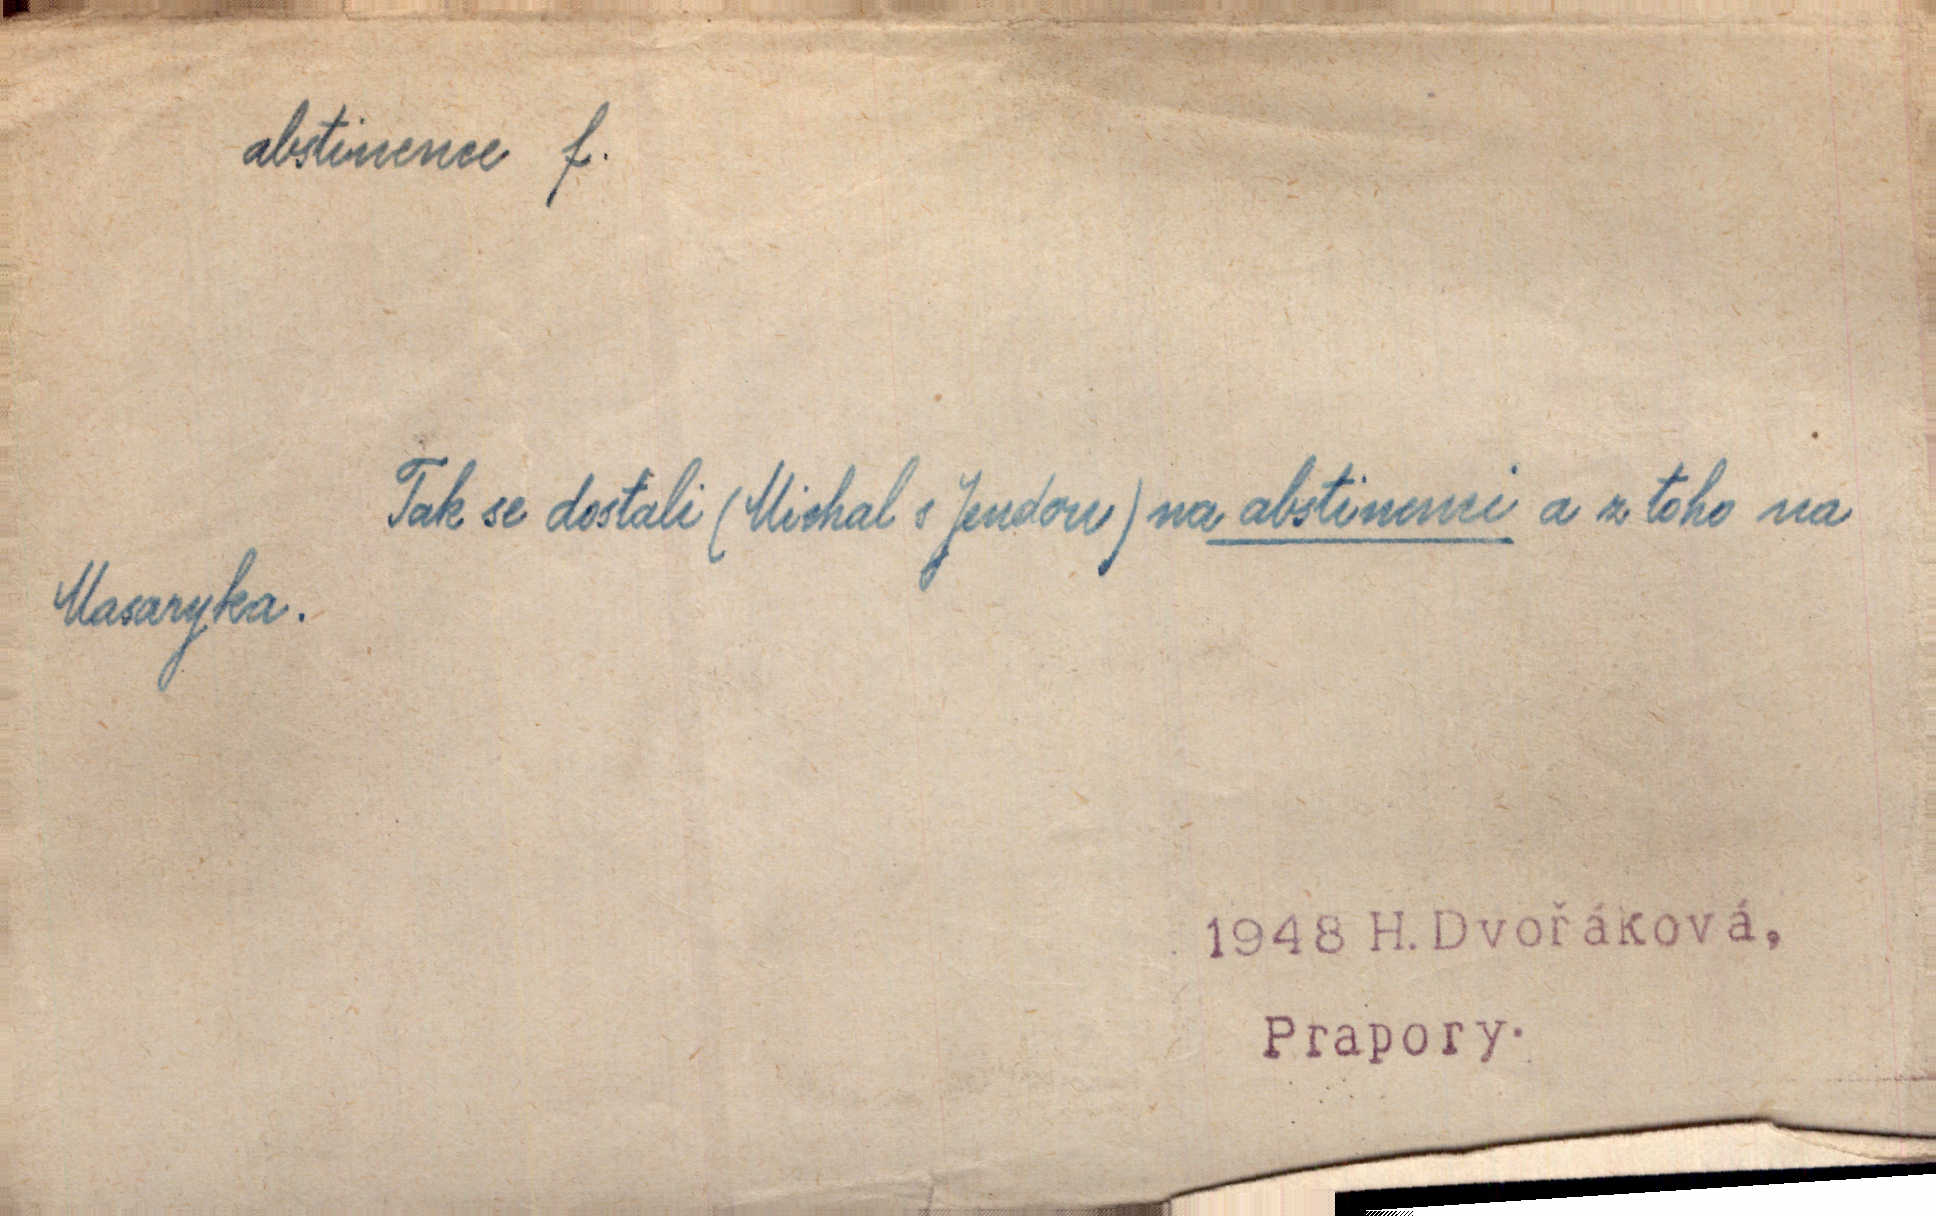 abstinence f.
Tak se dostali (Michal s Jendou) na abstinenci a z toho na
Masaryka.
1948 H. Dvořáková,
Prapory.